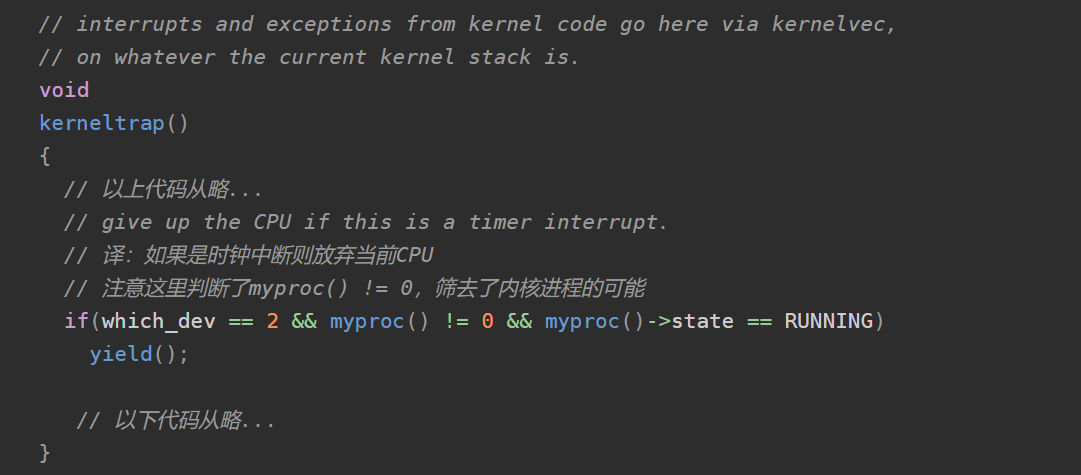 // interrupts and exceptions from kernel code go here via kernelvec,
// on whatever the current kernel stack is.
void
kerneltrap()
{
  // 以上代码从略...
  // give up the CPU if this is a timer interrupt.
  // 译：如果是时钟中断则放弃当前CPU
  // 注意这里判断了myproc() != 0，筛去了内核进程的可能
  if(which_dev == 2 && myproc() != 0 && myproc()->state == RUNNING)
    yield();
   // 以下代码从略...
}